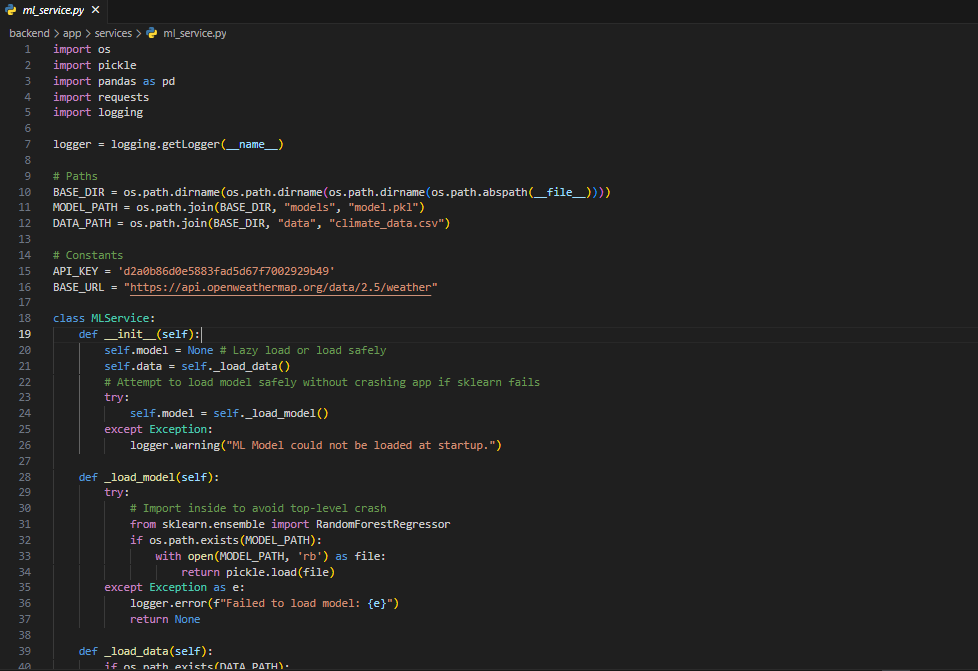 ml_service.py ×
backend > app > services > ml_service.py
1 import os
2 import pickle
3 import pandas as pd
4 import requests
5 import logging
6
7 logger = logging.getLogger(__name__)
8
9 # Paths
10 BASE_DIR = os.path.dirname(os.path.dirname(os.path.dirname(os.path.abspath(__file__))))
11 MODEL_PATH = os.path.join(BASE_DIR, "models", "model.pkl")
12 DATA_PATH = os.path.join(BASE_DIR, "data", "climate_data.csv")
13
14 # Constants
15 API_KEY = 'd2a0b86d0e5883fad5d67f7002929b49'
16 BASE_URL = "https://api.openweathermap.org/data/2.5/weather"
17
18 class MLService:
19     def __init__(self):
20         self.model = None # Lazy load or load safely
21         self.data = self._load_data()
22         # Attempt to load model safely without crashing app if sklearn fails
23         try:
24             self.model = self._load_model()
25         except Exception:
26             logger.warning("ML Model could not be loaded at startup.")
27
28     def _load_model(self):
29         try:
30             # Import inside to avoid top-level crash
31             from sklearn.ensemble import RandomForestRegressor
32             if os.path.exists(MODEL_PATH):
33                 with open(MODEL_PATH, 'rb') as file:
34                     return pickle.load(file)
35         except Exception as e:
36             logger.error(f"Failed to load model: {e}")
37             return None
38
39     def _load_data(self):
40         if os.path.exists(DATA_PATH):